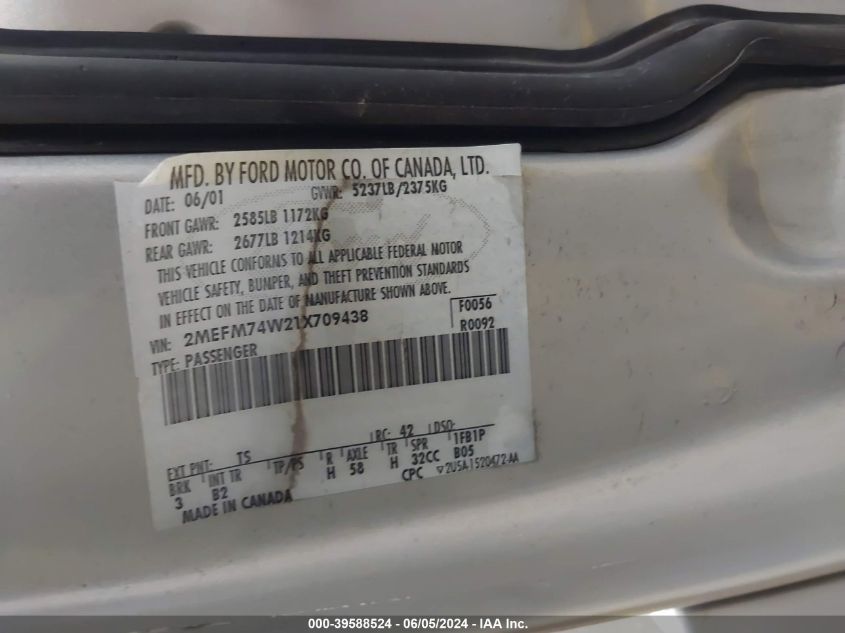 MFD. BY FORD MOTOR CO. OF CANADA, LTD.
DATE: 06/01 GVWR: 5237LB/2375KG
FRONT GAWR: 2585LB 1172KG
REAR GAWR: 2677LB 1214KG
THIS VEHICLE CONFORMS TO ALL APPLICABLE FEDERAL MOTOR
VEHICLE SAFETY, BUMPER, AND THEFT PREVENTION STANDARDS
IN EFFECT ON THE DATE OF MANUFACTURE SHOWN ABOVE.
VIN: 2MEFM74W21X709438 F0056
TYPE: PASSENGER R0092
EXT PNT: TS RC: 42 DSO:
BRK INT TR TP/PS R AXLE TR SPR 1FB1P
3 B2 H 58 H 32CC B05
MADE IN CANADA CPC ▽2U5A1520472-AA
000-39588524 - 06/05/2024 - IAAI.com